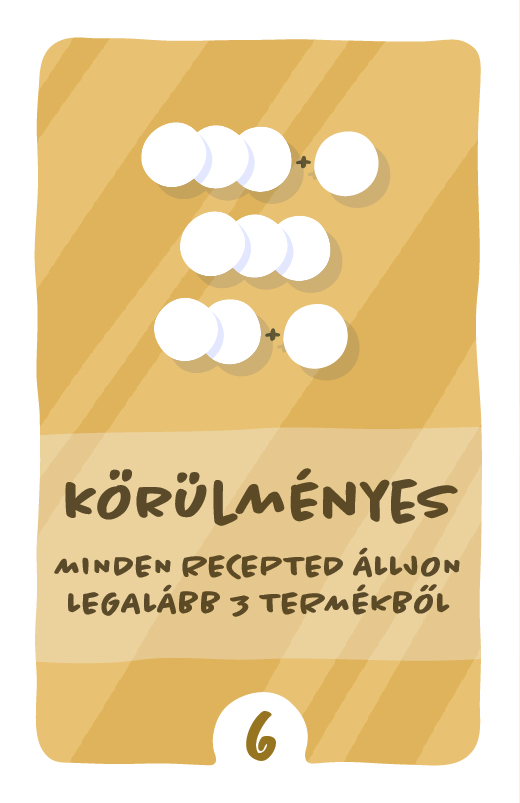 +
+
KÖRÜLMÉNYES
MINDEN RECEPTED ÁLLJON
LEGALÁBB 3 TERMÉKBŐL
6